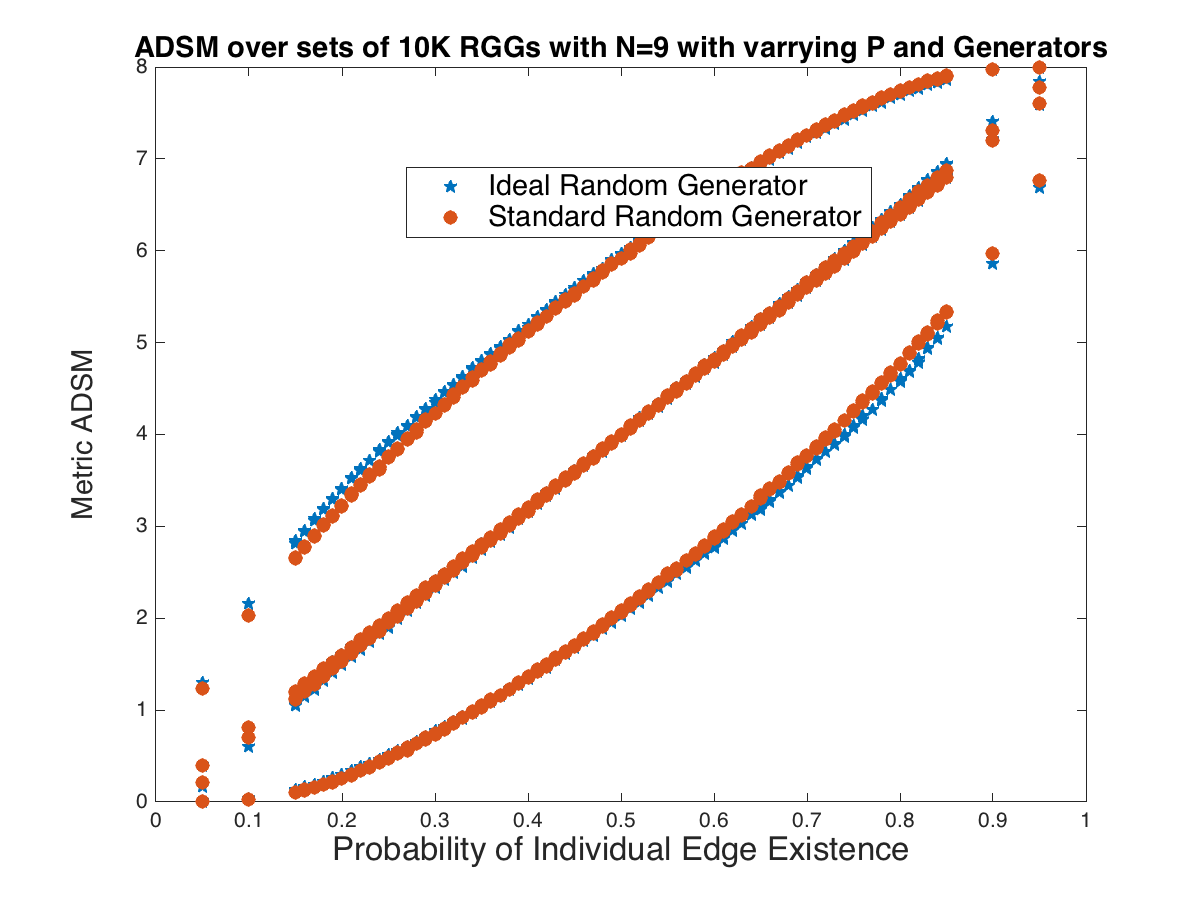 ADSM over sets of 10K RGGs with N=9 with varrying P and Generators
8
7
6
5
4
3
2
1
0
Metric ADSM
Ideal Random Generator
Standard Random Generator
0 0.1 0.2 0.3 0.4 0.5 0.6 0.7 0.8 0.9 1
Probability of Individual Edge Existence